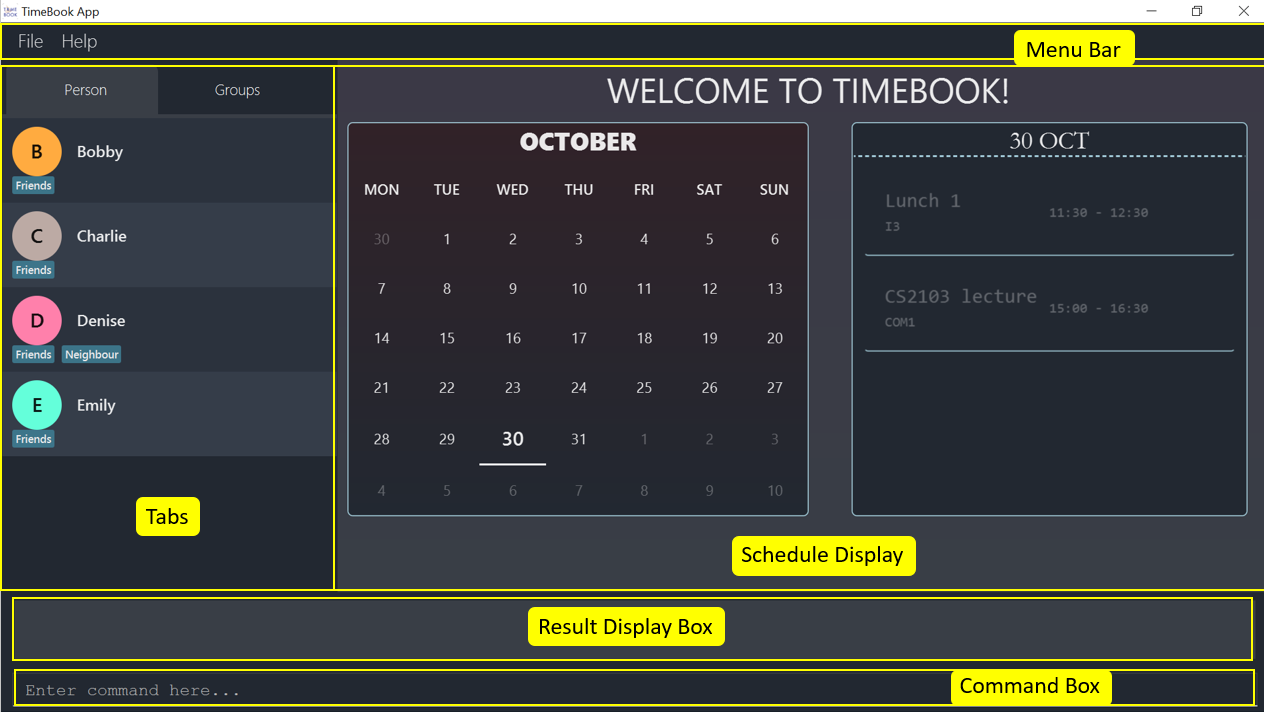 TIME BOOK TimeBook App
File Help
Menu Bar
Person Groups
WELCOME TO TIMEBOOK!
B Bobby
Friends
C Charlie
Friends
D Denise
Friends Neighbour
E Emily
Friends
Tabs
OCTOBER
MON TUE WED THU FRI SAT SUN
30 1 2 3 4 5 6
7 8 9 10 11 12 13
14 15 16 17 18 19 20
21 22 23 24 25 26 27
28 29 30 31 1 2 3
4 5 6 7 8 9 10
30 OCT
Lunch 1
11:30 - 12:30
I3
CS2103 lecture
15:00 - 16:30
COM1
Schedule Display
Result Display Box
Enter command here...
Command Box